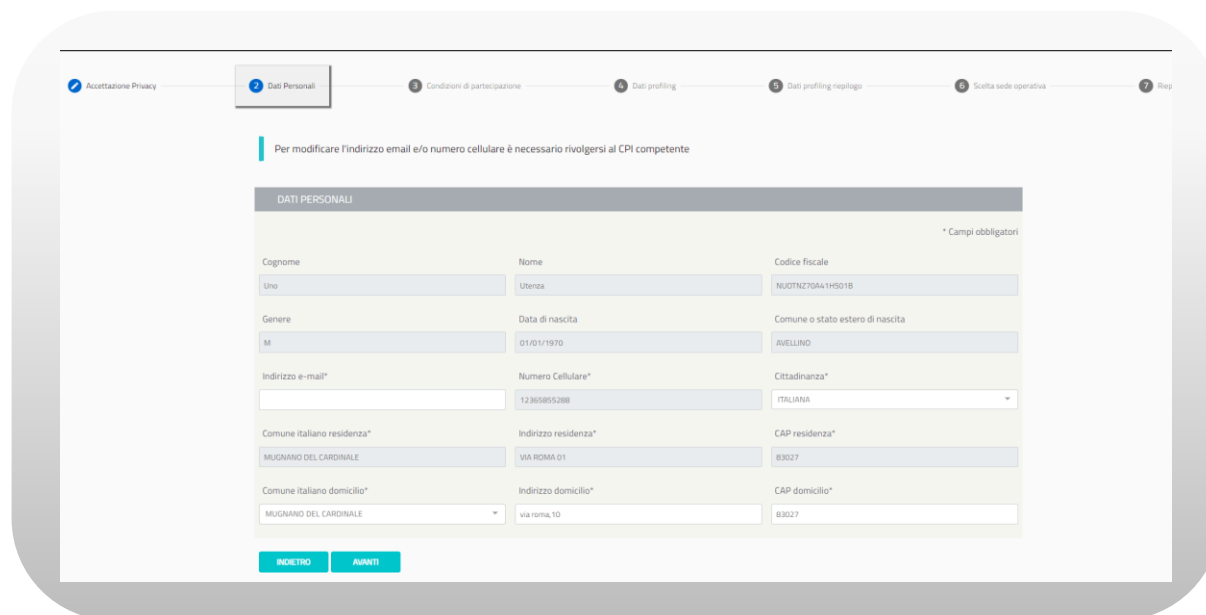 Accettazione Privacy
2 Dati Personali
3 Condizioni di partecipazione
4 Dati profiling
5 Dati profiling riepilogo
6 Scelta sede operativa
7 Riep
Per modificare l'indirizzo email e/o numero cellulare è necessario rivolgersi al CPI competente
DATI PERSONALI
* Campi obbligatori
Cognome Nome Codice fiscale
Uno Utenza NUOTNZ70A41H501B
Genere Data di nascita Comune o stato estero di nascita
M 01/01/1970 AVELLINO
Indirizzo e-mail* Numero Cellulare* Cittadinanza*
12365855288 ITALIANA
Comune italiano residenza* Indirizzo residenza* CAP residenza*
MUGNANO DEL CARDINALE VIA ROMA 01 83027
Comune italiano domicilio* Indirizzo domicilio* CAP domicilio*
MUGNANO DEL CARDINALE via roma,10 83027
INDIETRO AVANTI